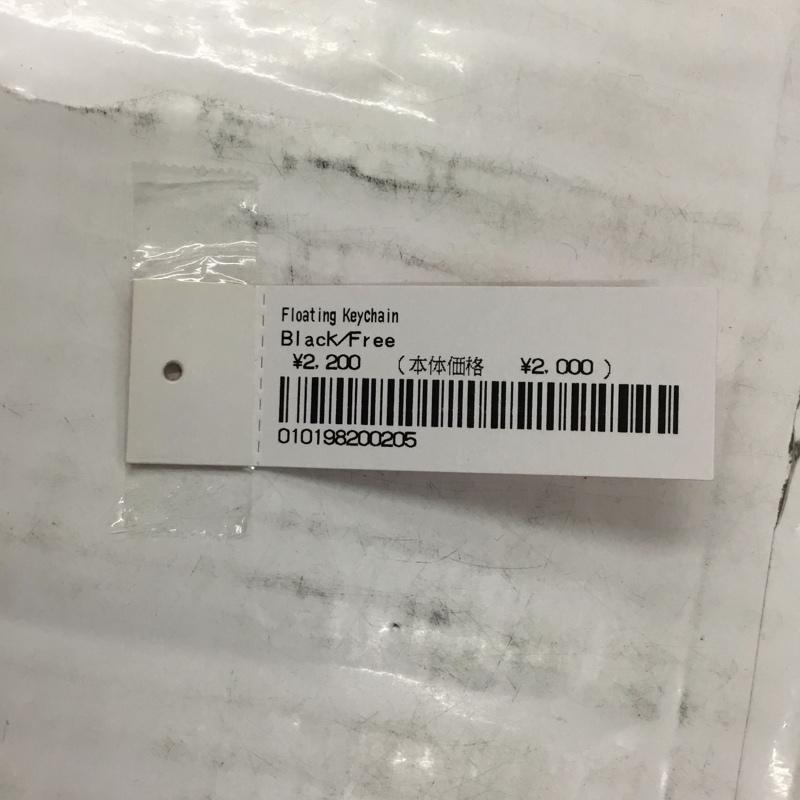 Floating Keychain
Black/Free
¥2,200 (本体価格 ¥2,000)
010198200205